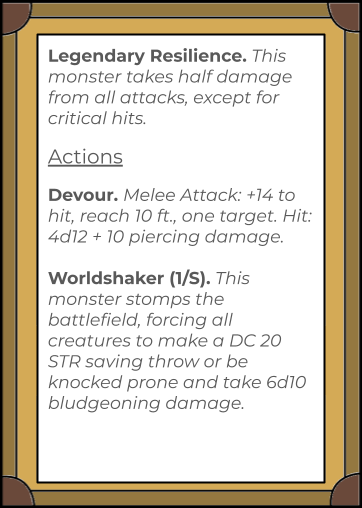 Legendary Resilience. This
monster takes half damage
from all attacks, except for
critical hits.
Actions
Devour. Melee Attack: +14 to
hit, reach 10 ft., one target. Hit:
4d12 + 10 piercing damage.
Worldshaker (1/S). This
monster stomps the
battlefield, forcing all
creatures to make a DC 20
STR saving throw or be
knocked prone and take 6d10
bludgeoning damage.